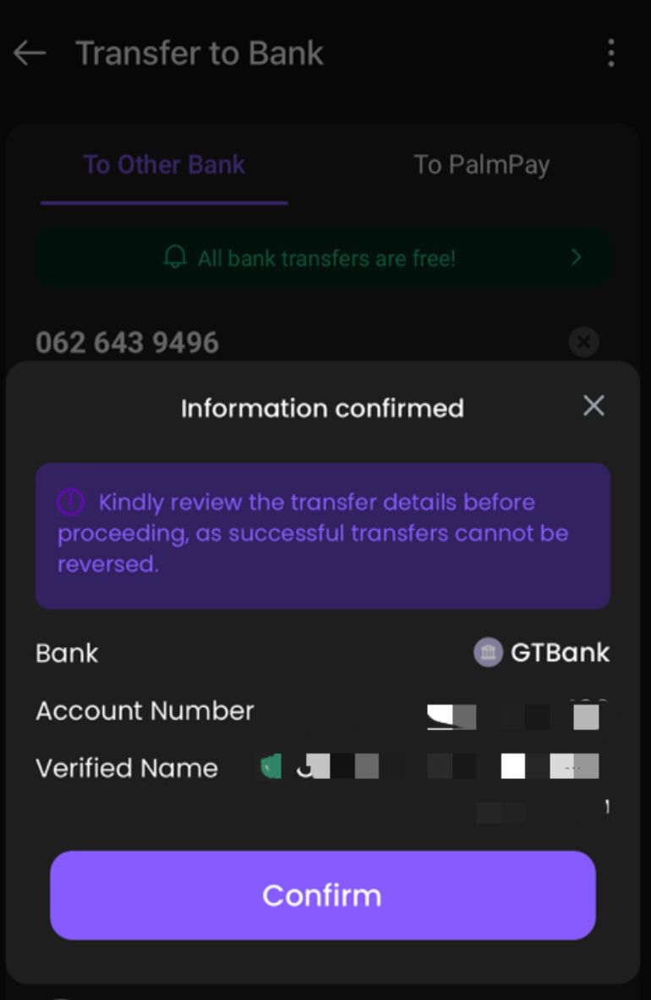 Transfer to Bank
To Other Bank To PalmPay
All bank transfers are free!
062 643 9496
Information confirmed
Kindly review the transfer details before
proceeding, as successful transfers cannot be
reversed.
Bank GTBank
Account Number
Verified Name
Confirm